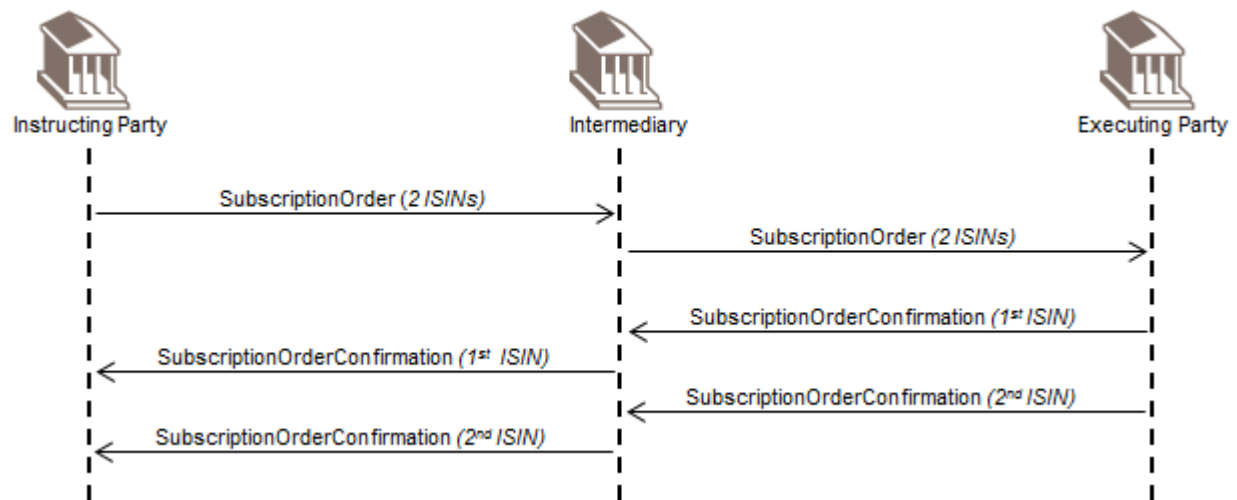 Instructing Party
Intermediary
Executing Party
SubscriptionOrder (2 ISINs)
SubscriptionOrder (2 ISINs)
SubscriptionOrderConfirmation (1st ISIN)
SubscriptionOrderConfirmation (1st ISIN)
SubscriptionOrderConfirmation (2nd ISIN)
SubscriptionOrderConfirmation (2nd ISIN)